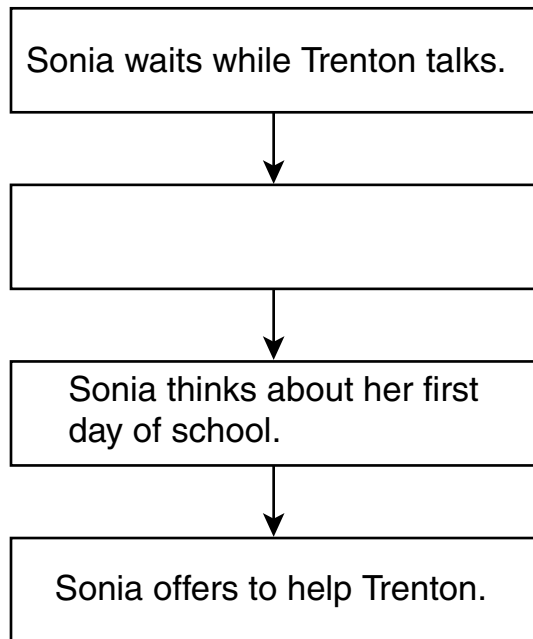 Sonia waits while Trenton talks.
Sonia thinks about her first
day of school.
Sonia offers to help Trenton.